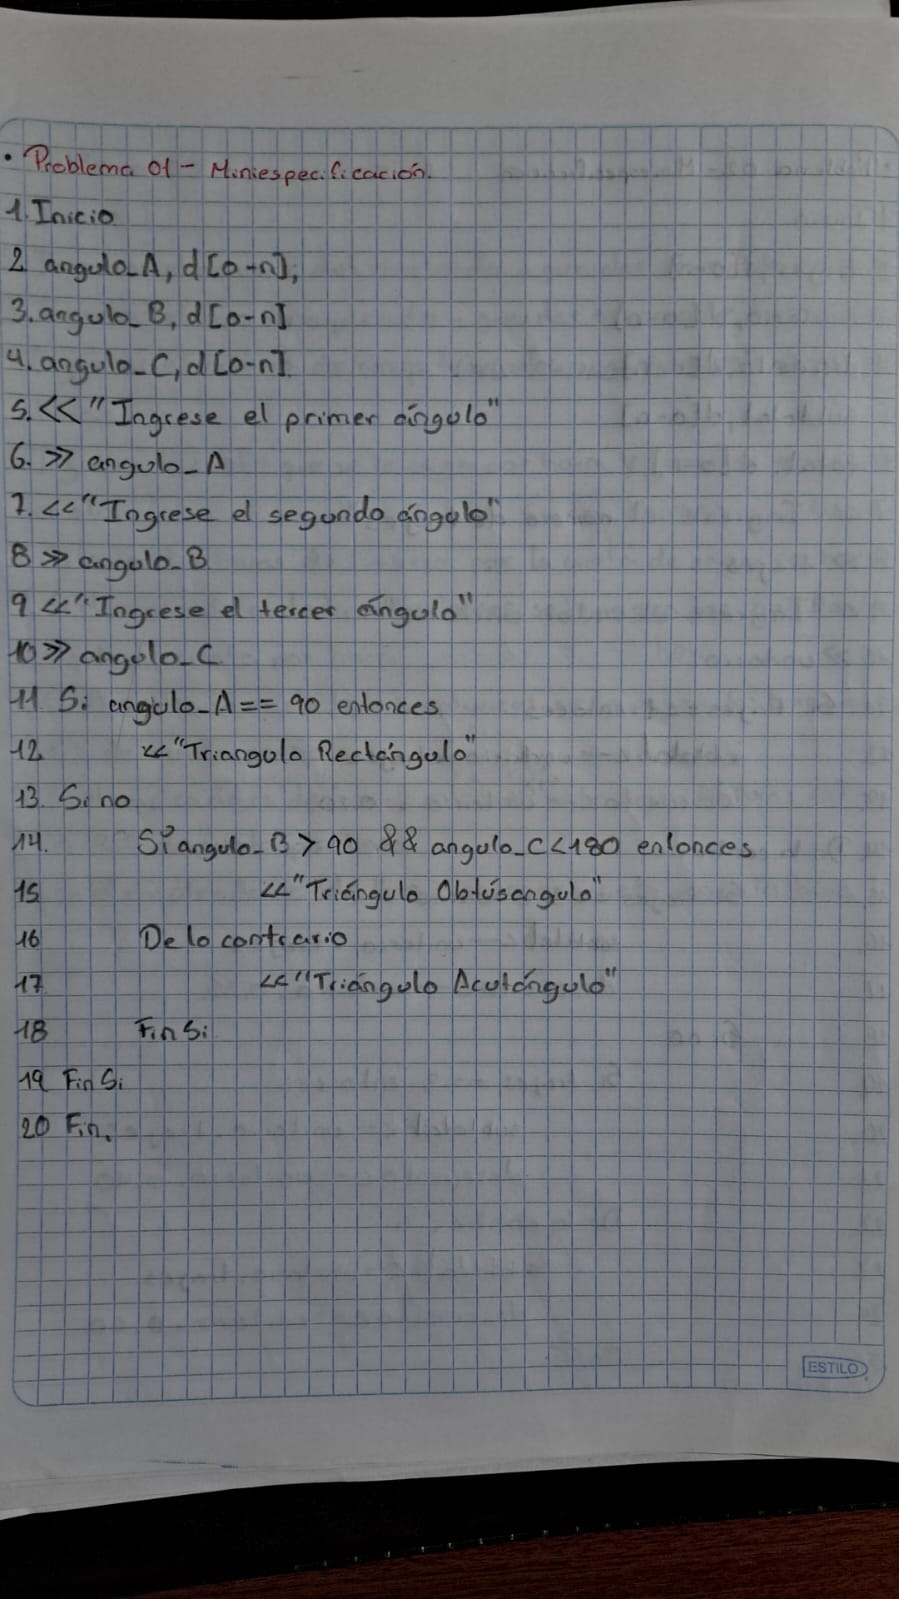 • Problema 01 - Miniespecificación.
1. Inicio
2 angulo_A, d[0-n],
3. angulo_B, d[0-n]
4. angulo_C, d[0-n]
5. << "Ingrese el primer ángulo"
6. >> angulo_A
7. << "Ingrese el segundo ángulo"
8 >> angulo_B
9 << "Ingrese el tercer ángulo"
10 >> angulo_C
11 Si angulo_A == 90 entonces
12 << "Triangulo Rectángulo"
13. Si no
14. Si angulo_B > 90 && angulo_C < 180 entonces
15 << "Triángulo Obtúsangulo"
16 De lo contrario
17 << "Triángulo Acutángulo"
18 Fin Si
19 Fin Si
20 Fin.
ESTILO